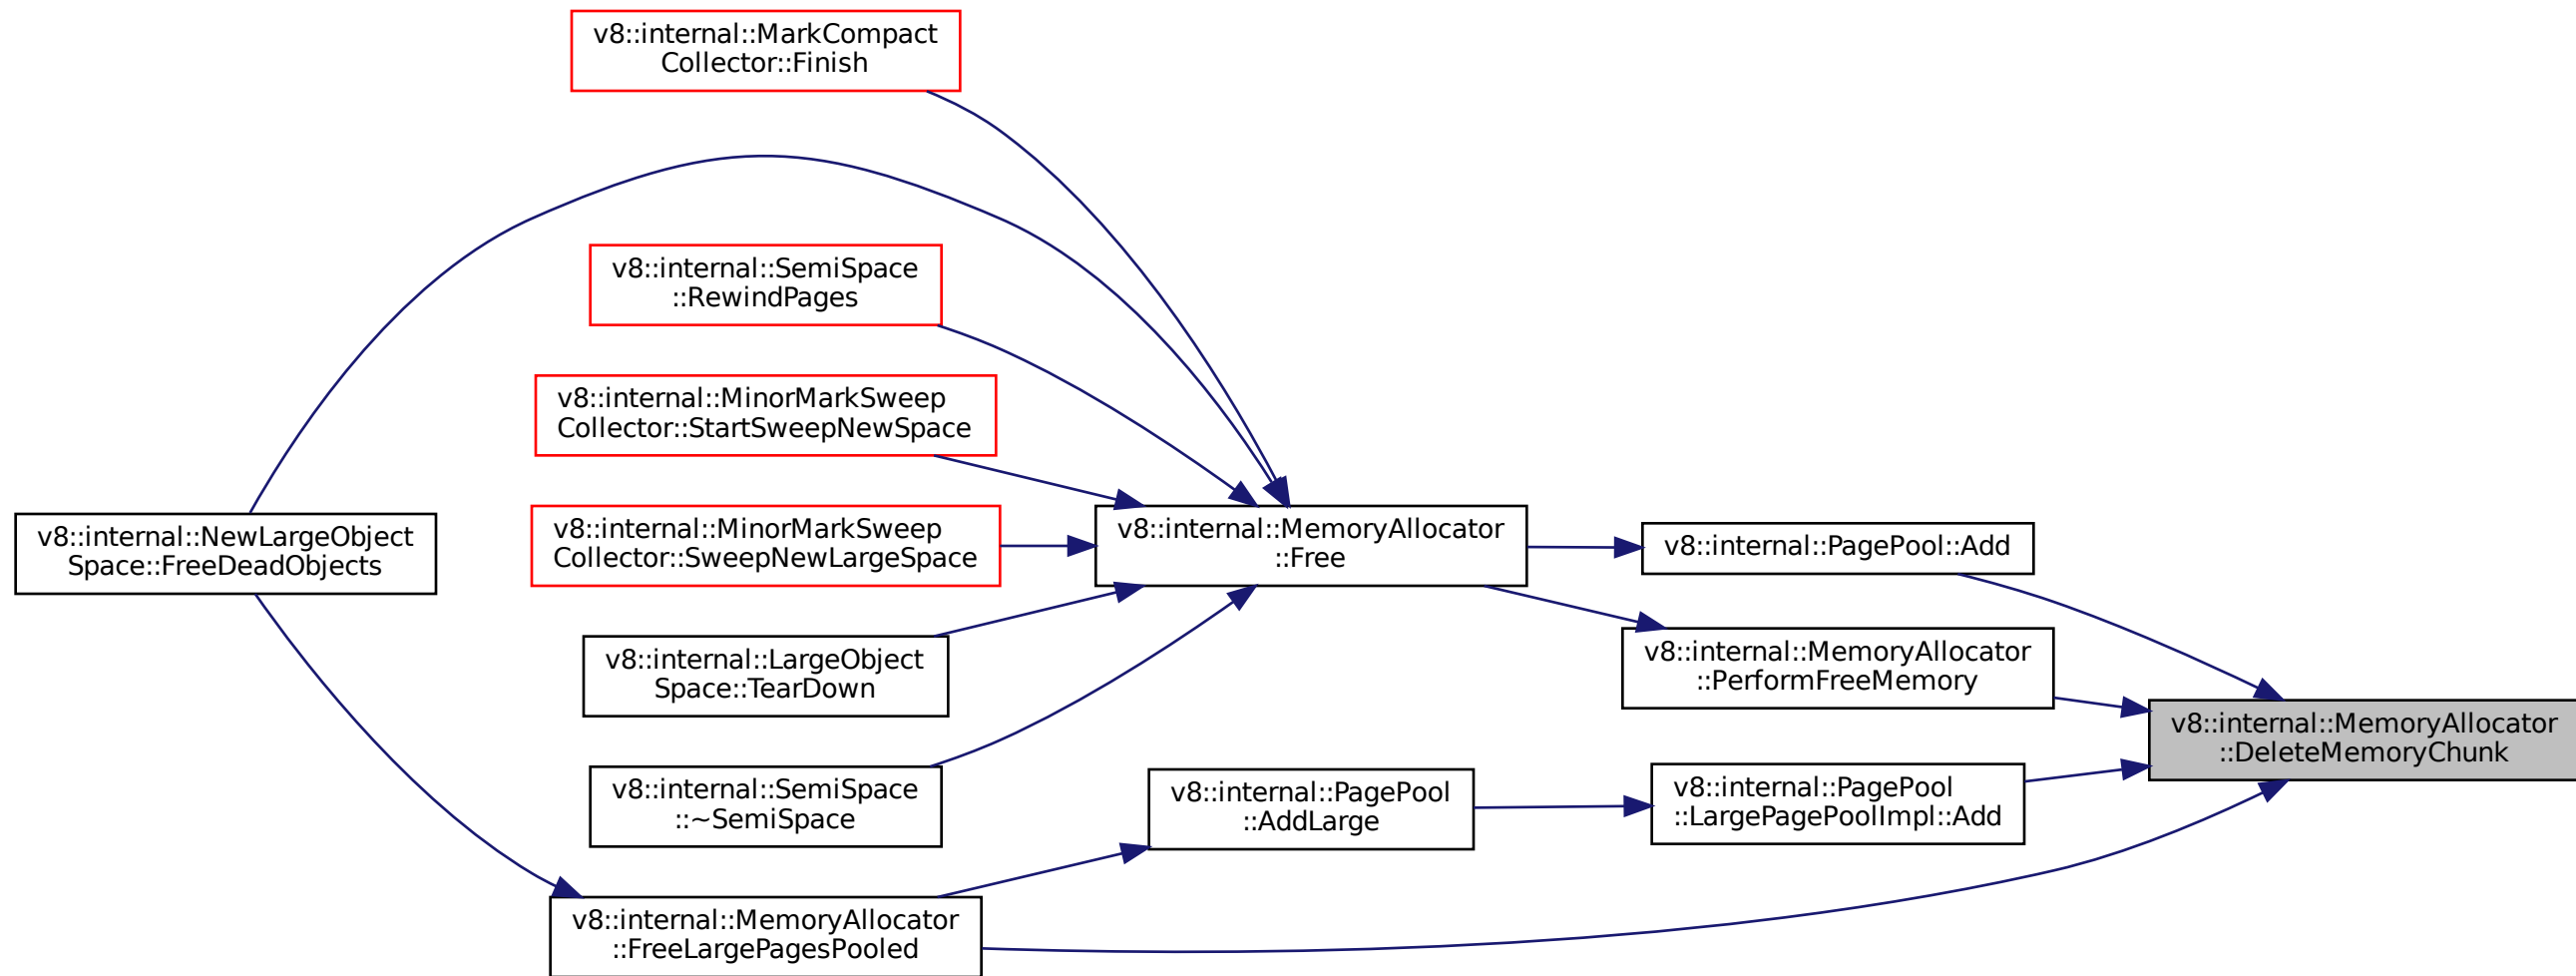 v8::internal::MarkCompact
Collector::Finish
v8::internal::SemiSpace
::RewindPages
v8::internal::MinorMarkSweep
Collector::StartSweepNewSpace
v8::internal::NewLargeObject
Space::FreeDeadObjects
v8::internal::MinorMarkSweep
Collector::SweepNewLargeSpace
v8::internal::MemoryAllocator
::Free
v8::internal::PagePool::Add
v8::internal::LargeObject
Space::TearDown
v8::internal::MemoryAllocator
::PerformFreeMemory
v8::internal::MemoryAllocator
::DeleteMemoryChunk
v8::internal::SemiSpace
::~SemiSpace
v8::internal::PagePool
::AddLarge
v8::internal::PagePool
::LargePagePoolImpl::Add
v8::internal::MemoryAllocator
::FreeLargePagesPooled